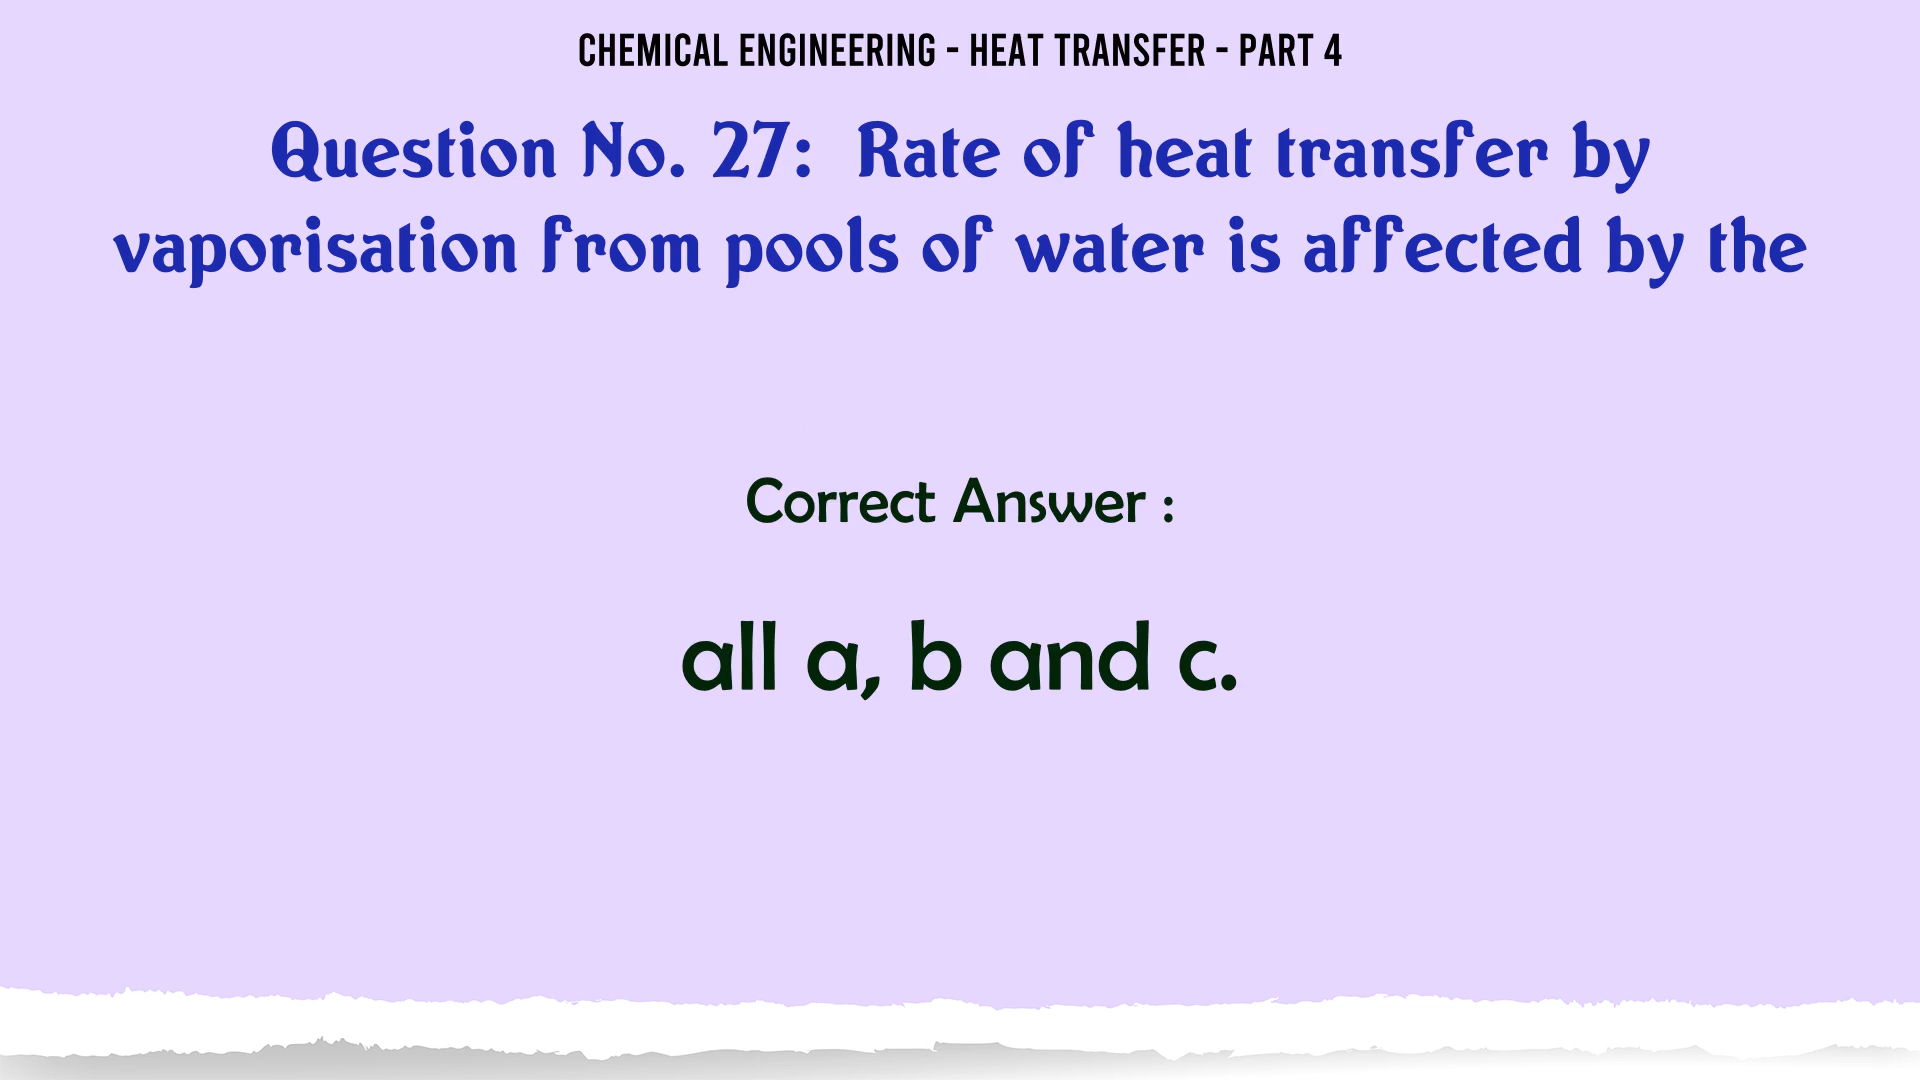 CHEMICAL ENGINEERING - HEAT TRANSFER - PART 4
Question No. 27: Rate of heat transfer by
vaporisation from pools of water is affected by the
Correct Answer :
all a, b and c.